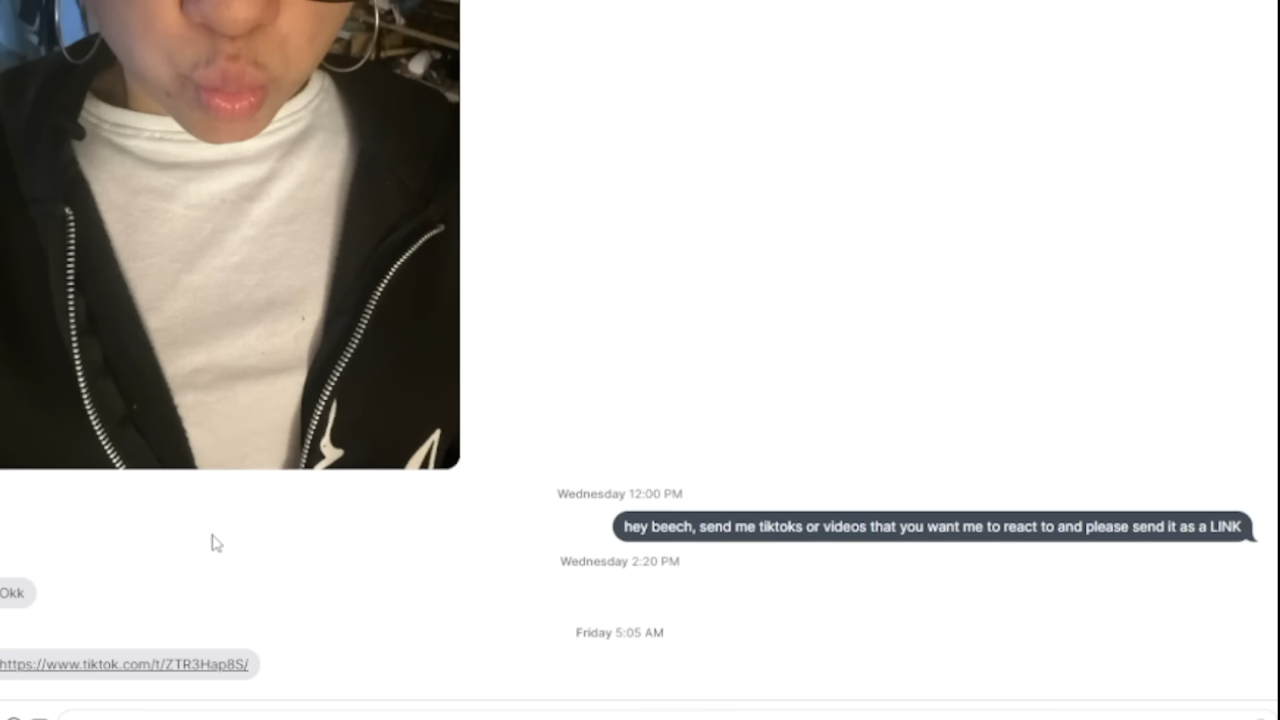 Wednesday 12:00 PM
hey beech, send me tiktoks or videos that you want me to react to and please send it as a LINK
Wednesday 2:20 PM
Okk
Friday 5:05 AM
https://www.tiktok.com/t/ZTR3Hap8S/